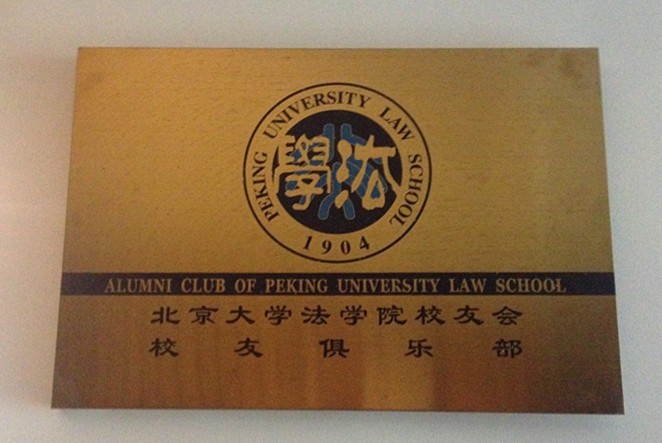 PEKING UNIVERSITY LAW SCHOOL
學法
1904
ALUMNI CLUB OF PEKING UNIVERSITY LAW SCHOOL
北京大学法学院校友会
校友俱乐部